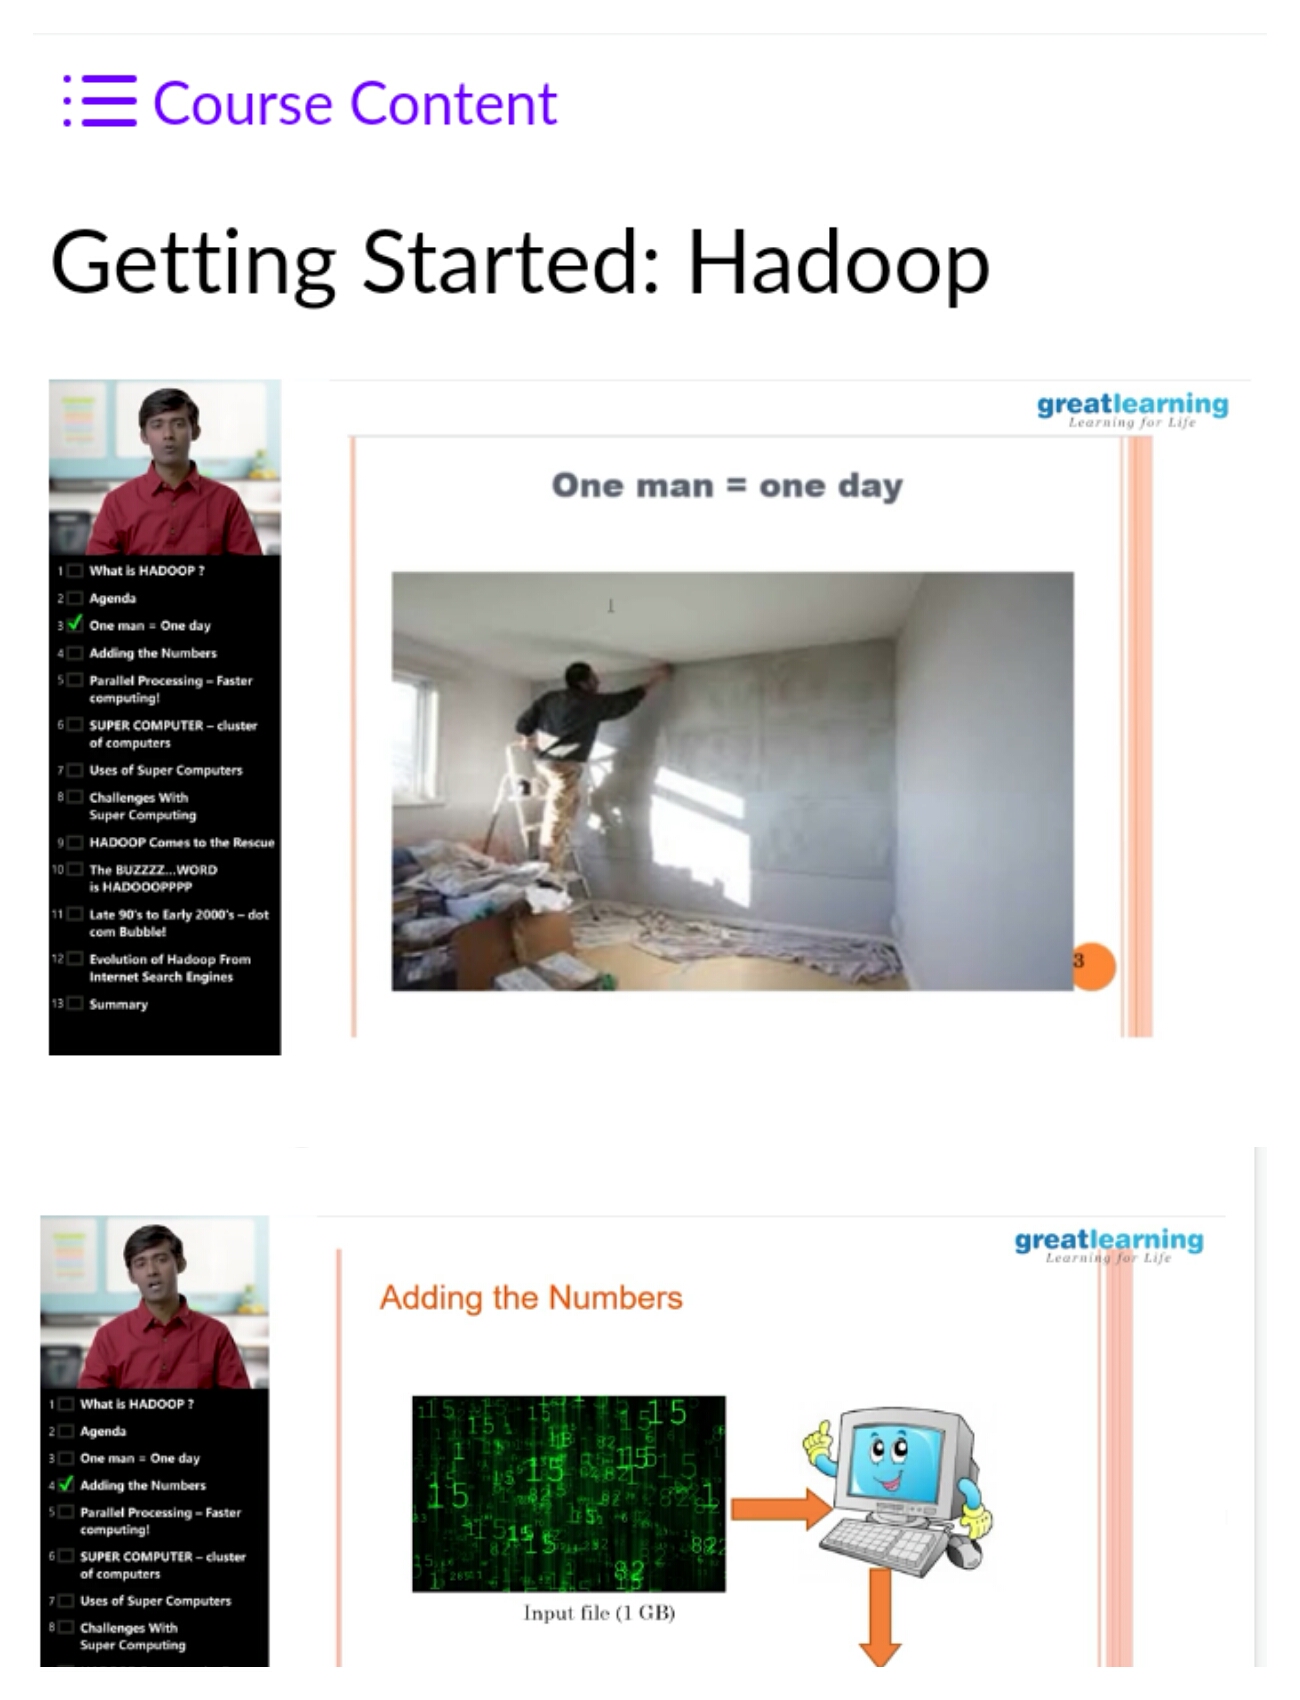 Course Content
Getting Started: Hadoop
greatlearning
Learning for Life
One man = one day
1 What is HADOOP ?
2 Agenda
3 One man = One day
4 Adding the Numbers
5 Parallel Processing – Faster
computing!
6 SUPER COMPUTER – cluster
of computers
7 Uses of Super Computers
8 Challenges With
Super Computing
9 HADOOP Comes to the Rescue
10 The BUZZZZ...WORD
is HADOOOPPPP
11 Late 90's to Early 2000's – dot
com Bubble!
12 Evolution of Hadoop From
Internet Search Engines
13 Summary
3
greatlearning
Learning for Life
Adding the Numbers
1 What is HADOOP ?
2 Agenda
3 One man = One day
4 Adding the Numbers
5 Parallel Processing – Faster
computing!
6 SUPER COMPUTER – cluster
of computers
7 Uses of Super Computers
8 Challenges With
Super Computing
Input file (1 GB)